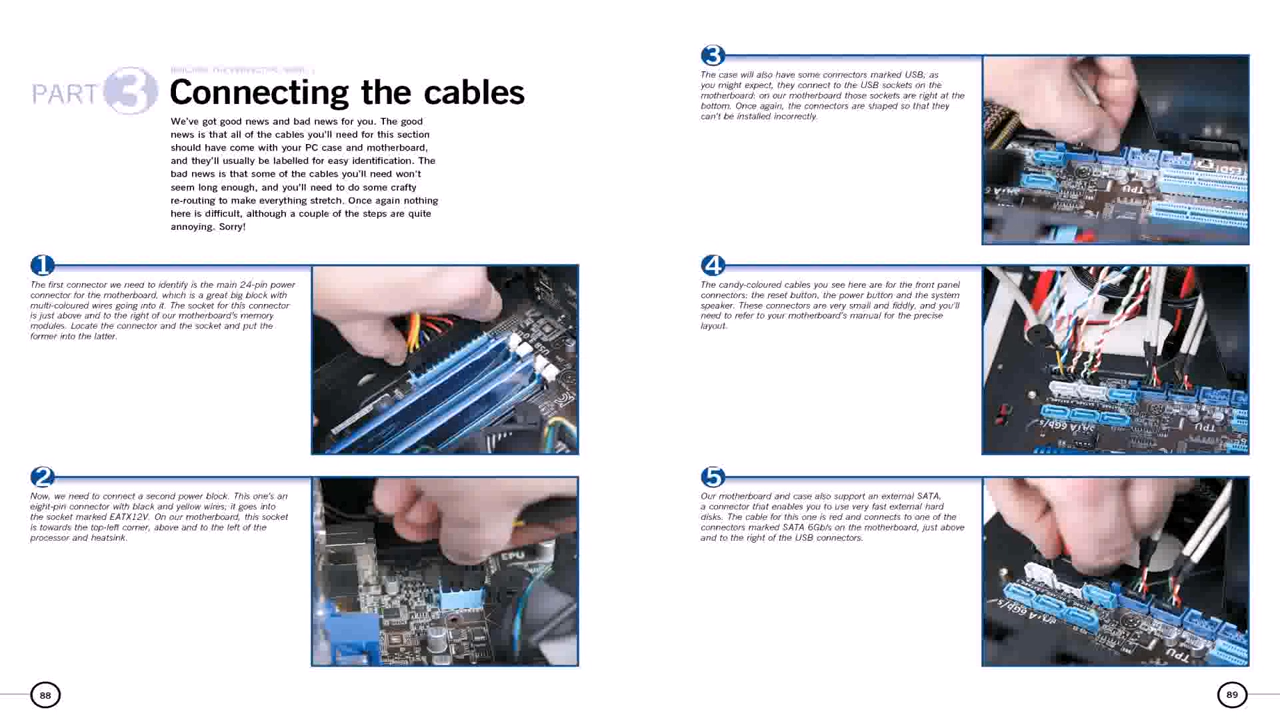 PART 3
Connecting the cables
We've got good news and bad news for you. The good
news is that all of the cables you'll need for this section
should have come with your PC case and motherboard,
and they'll usually be labelled for easy identification. The
bad news is that some of the cables you'll need won't
seem long enough, and you'll need to do some crafty
re-routing to make everything stretch. Once again nothing
here is difficult, although a couple of the steps are quite
annoying. Sorry!
1
The first connector we need to identify is the main 24-pin power
connector for the motherboard, which is a great big block with
multi-coloured wires going into it. The socket for this connector
is just above and to the right of our motherboard's memory
modules. Locate the connector and the socket and put the
former into the latter.
2
Now, we need to connect a second power block. This one's an
eight-pin connector with black and yellow wires; it goes into
the socket marked EATX12V. On our motherboard, this socket
is towards the top-left corner, above and to the left of the
processor and heatsink.
EPU
88
3
The case will also have some connectors marked USB; as
you might expect, they connect to the USB sockets on the
motherboard: on our motherboard those sockets are right at the
bottom. Once again, the connectors are shaped so that they
can't be installed incorrectly.
TPU
4
The candy-coloured cables you see here are for the front panel
connectors: the reset button, the power button and the system
speaker. These connectors are very small and fiddly, and you'll
need to refer to your motherboard's manual for the precise
layout.
SATA 6Gb/s
TPU
5
Our motherboard and case also support an external SATA,
a connector that enables you to use very fast external hard
disks. The cable for this one is red and connects to one of the
connectors marked SATA 6Gb/s on the motherboard, just above
and to the right of the USB connectors.
SATA 6Gb/s
TPU
89